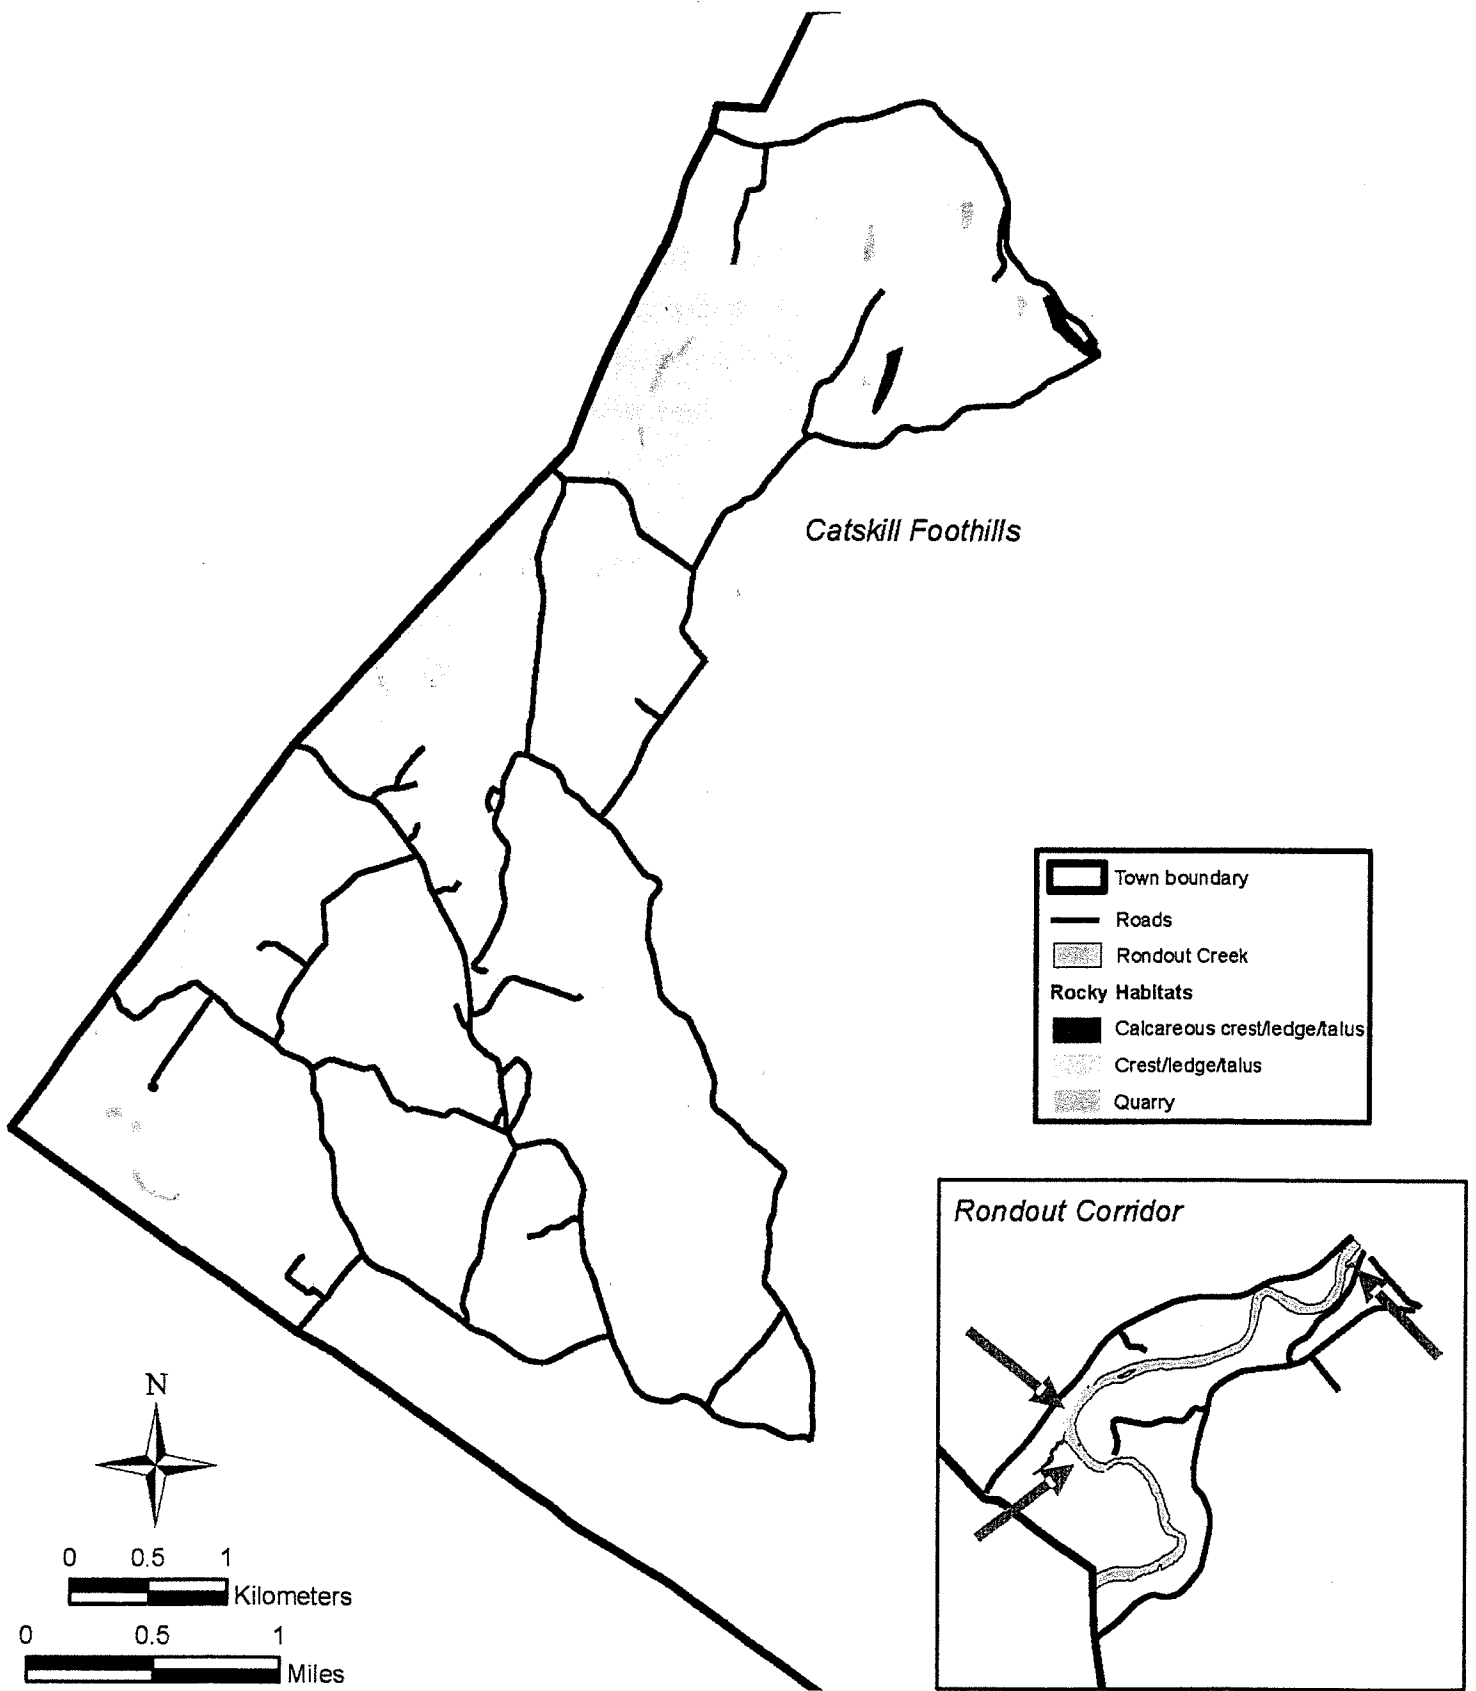 Catskill Foothills
Town boundary
Roads
Rondout Creek
Rocky Habitats
Calcareous crest/ledge/talus
Crest/ledge/talus
Quarry
Rondout Corridor
N
0 0.5 1
Kilometers
0 0.5 1
Miles